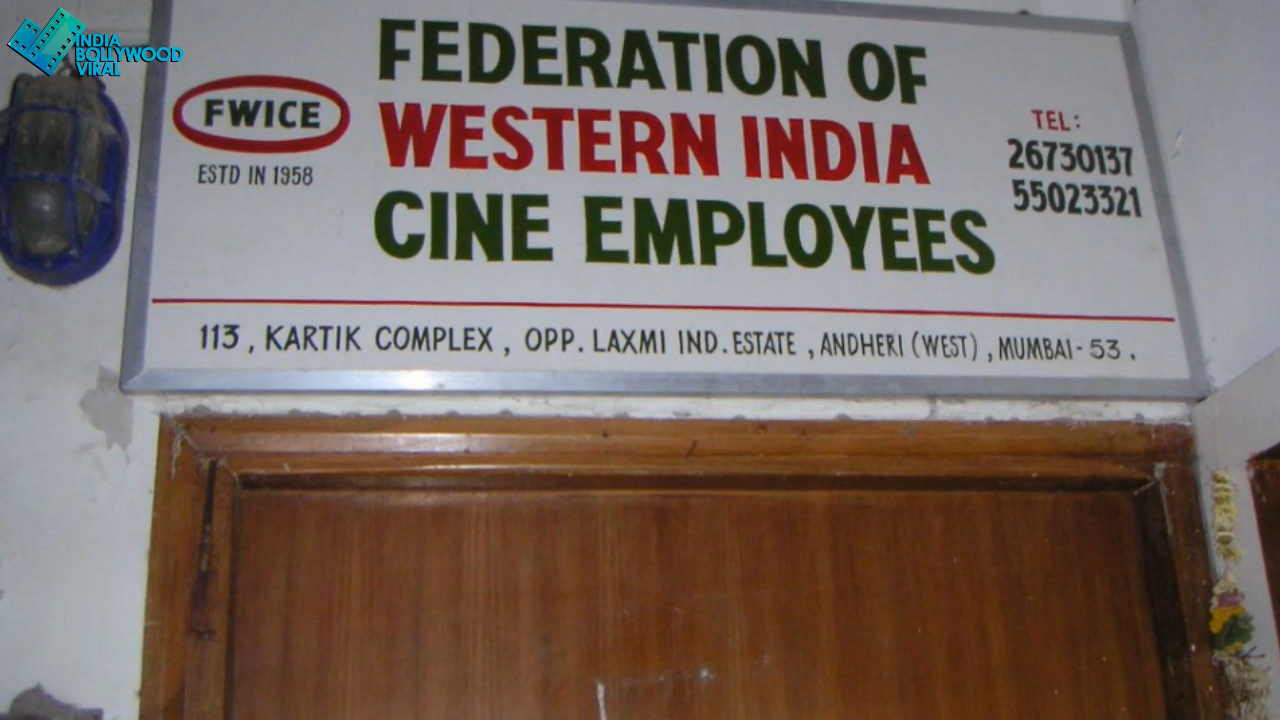 INDIA
BOLLYWOOD
VIRAL
FWICE
ESTD IN 1958
FEDERATION OF
WESTERN INDIA
CINE EMPLOYEES
TEL:
26730137
55023321
113, KARTIK COMPLEX, OPP. LAXMI IND. ESTATE, ANDHERI (WEST), MUMBAI-53.